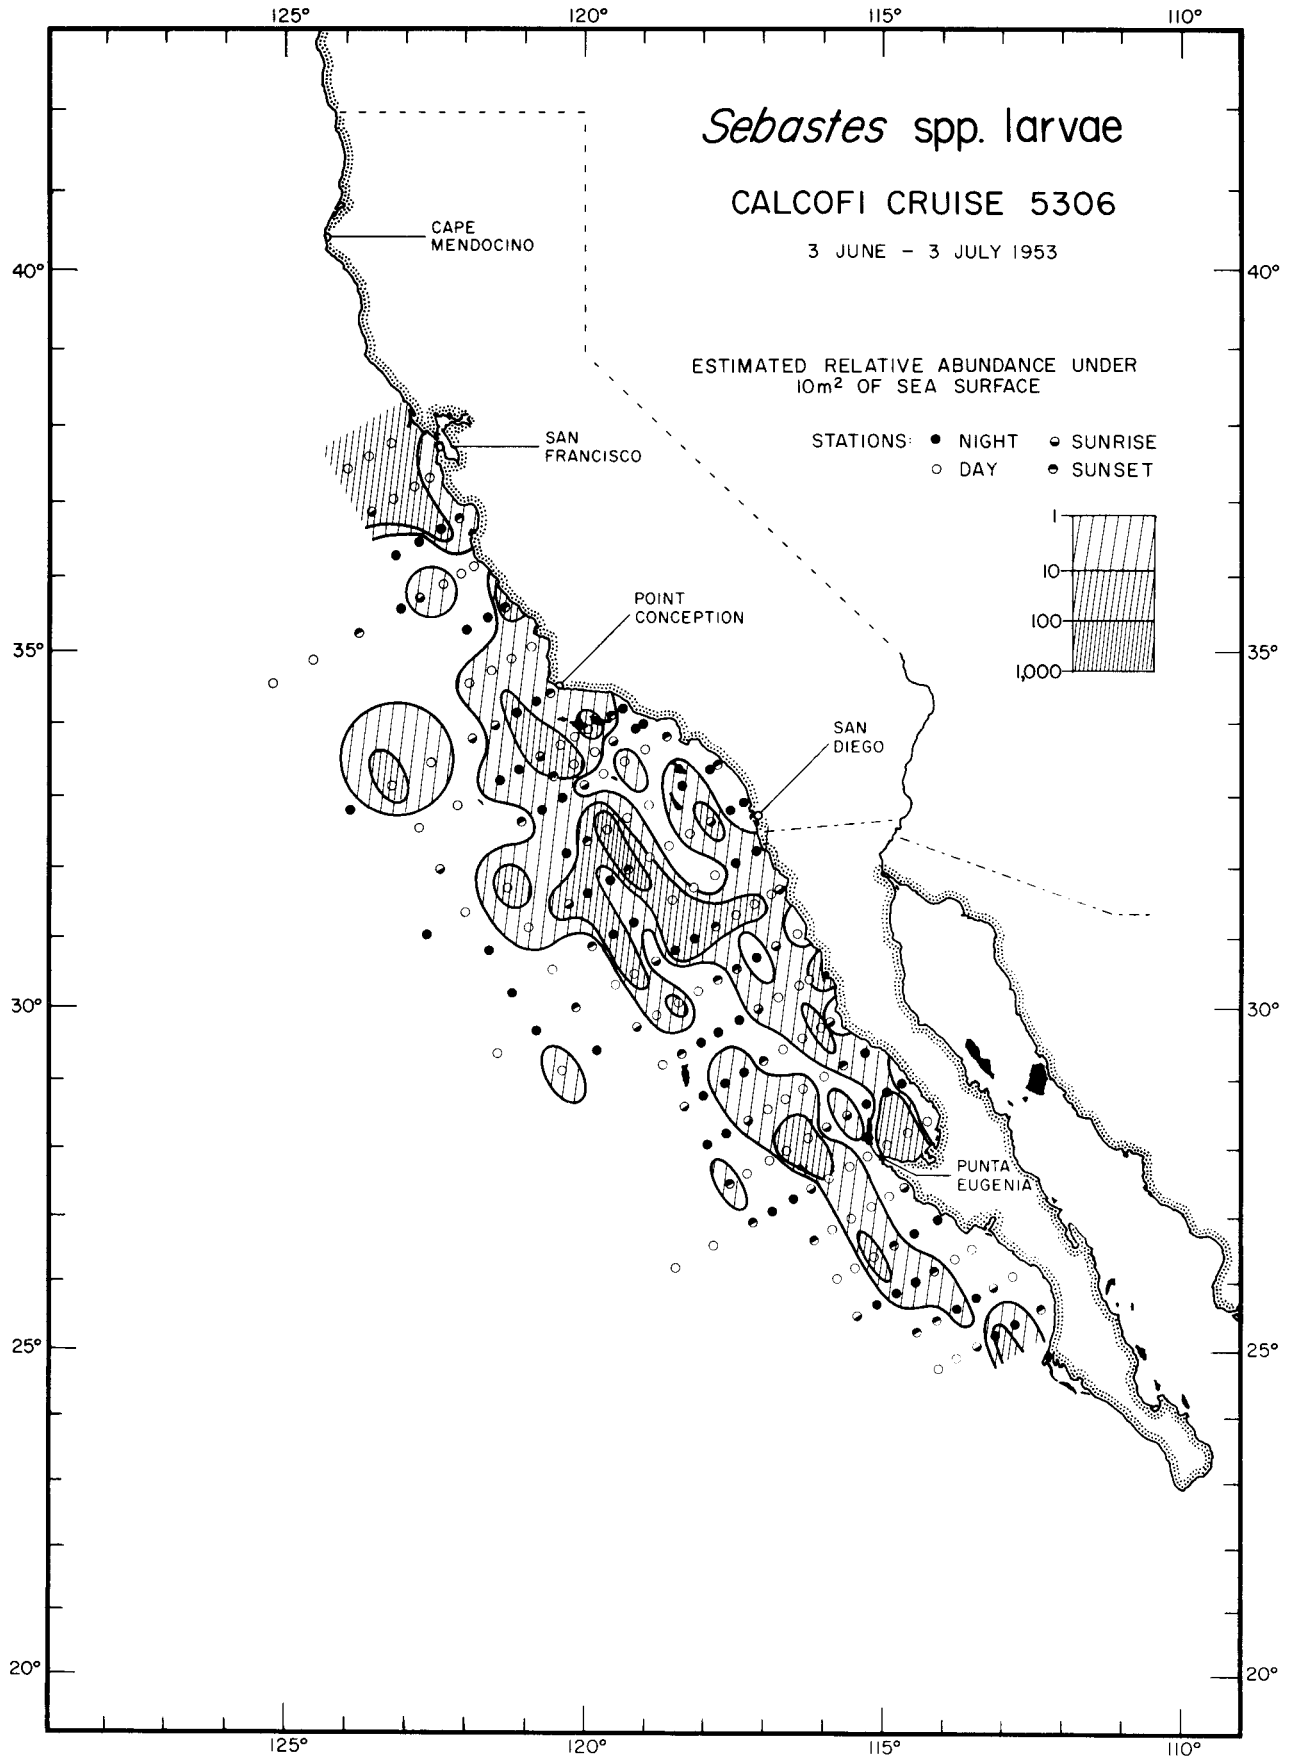 125° 120° 115° 110°
Sebastes spp. larvae
CALCOFI CRUISE 5306
3 JUNE – 3 JULY 1953
CAPE
MENDOCINO
40° 40°
ESTIMATED RELATIVE ABUNDANCE UNDER
10m² OF SEA SURFACE
STATIONS: ● NIGHT ◒ SUNRISE
○ DAY ◓ SUNSET
SAN
FRANCISCO
1
10
100
1,000
POINT
CONCEPTION
35° 35°
SAN
DIEGO
30° 30°
PUNTA
EUGENIA
25° 25°
20° 20°
125° 120° 115° 110°